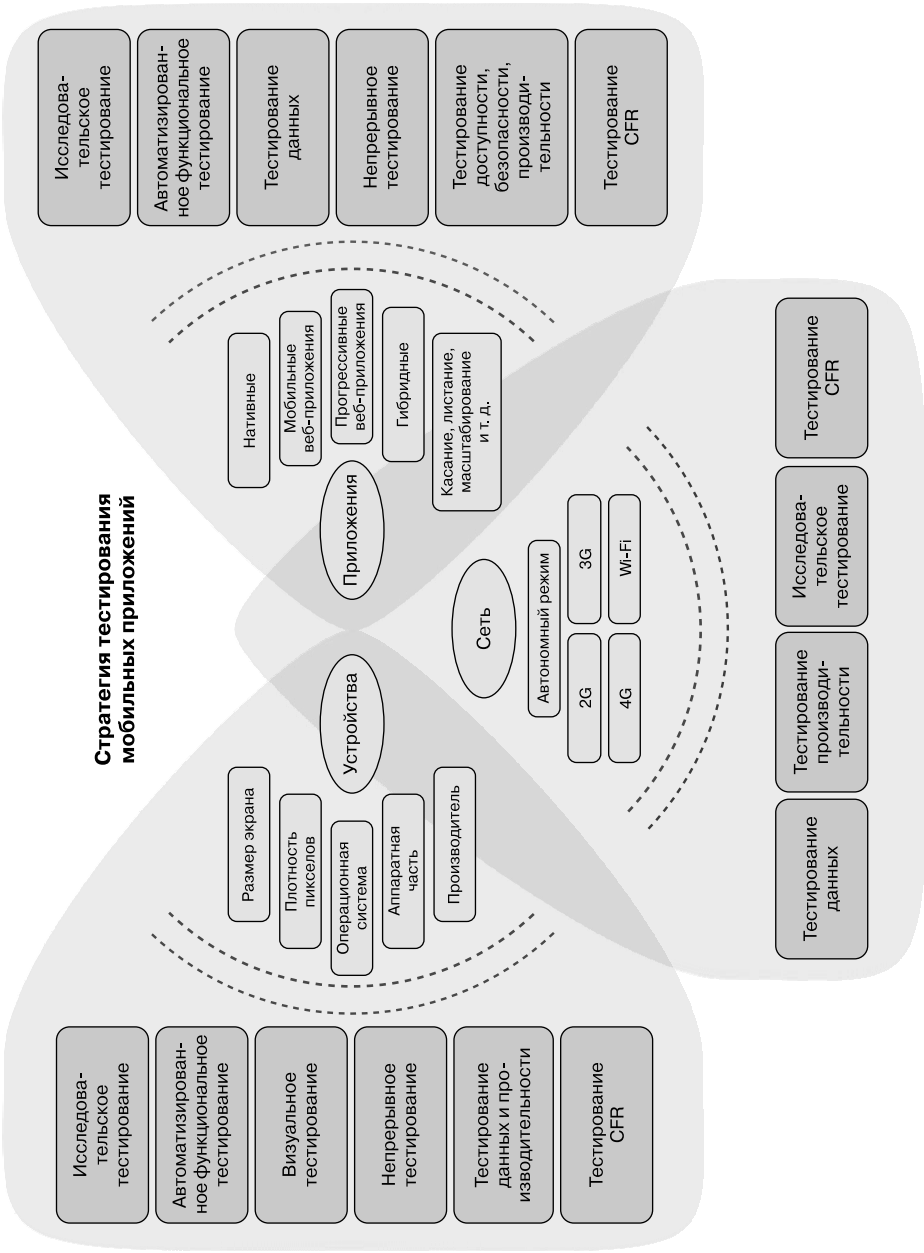 Стратегия тестирования
мобильных приложений
Исследова-
тельское
тестирование
Автоматизирован-
ное функциональное
тестирование
Визуальное
тестирование
Непрерывное
тестирование
Тестирование
данных и про-
изводительности
Тестирование
CFR
Размер экрана
Плотность
пикселов
Операционная
система
Аппаратная
часть
Производитель
Устройства
Приложения
Нативные
Мобильные
веб-приложения
Прогрессивные
веб-приложения
Гибридные
Касание, листание,
масштабирование
и т. д.
Исследова-
тельское
тестирование
Автоматизирован-
ное функциональное
тестирование
Тестирование
данных
Непрерывное
тестирование
Тестирование
доступности,
безопасности,
производи-
тельности
Тестирование
CFR
Сеть
Автономный режим
2G
3G
4G
Wi-Fi
Тестирование
данных
Тестирование
производи-
тельности
Исследова-
тельское
тестирование
Тестирование
CFR